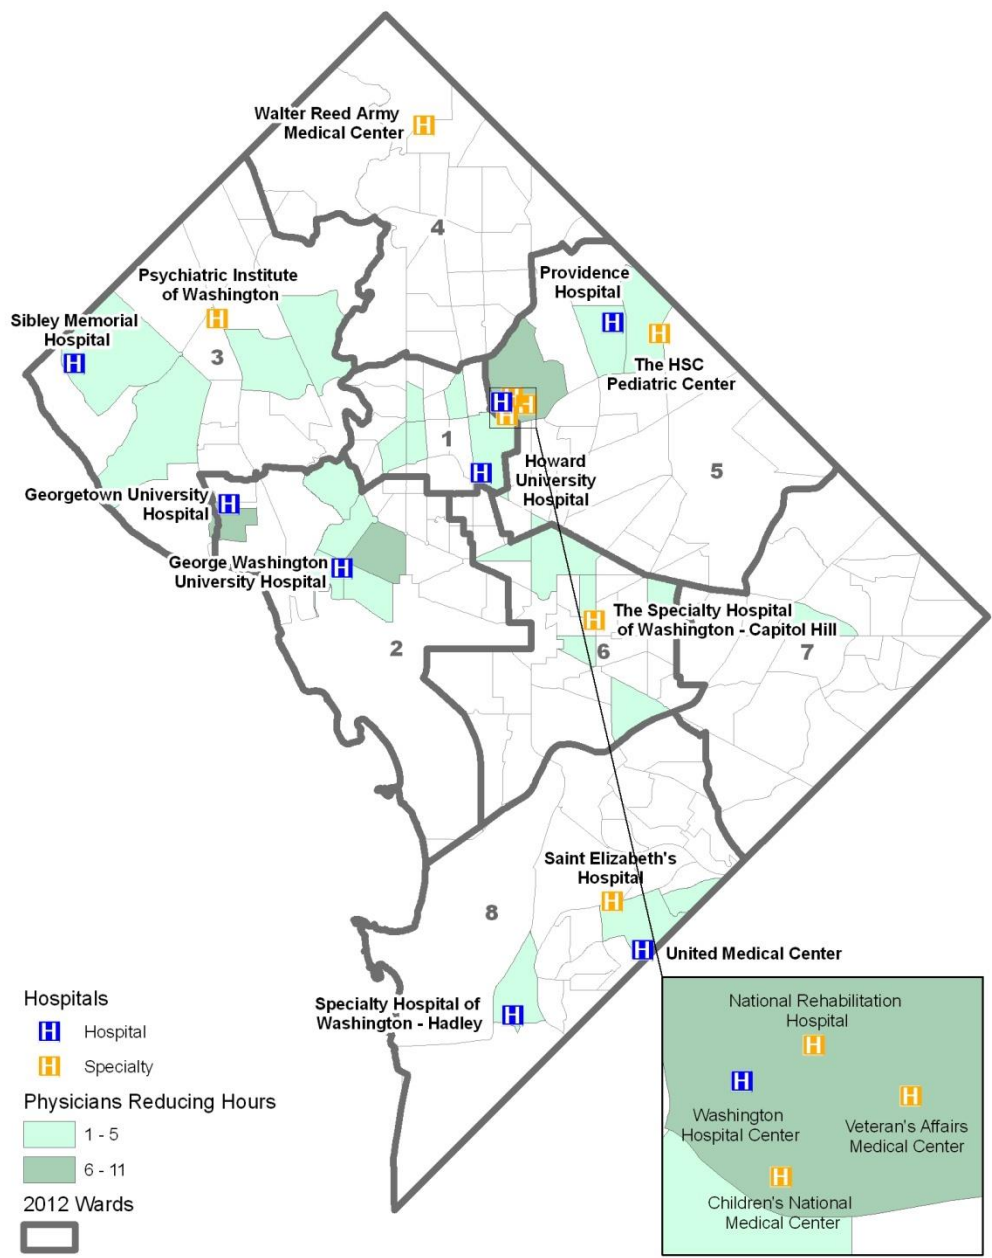 Walter Reed Army
Medical Center
H
4
Providence
Hospital
H
H
The HSC
Pediatric Center
Psychiatric Institute
of Washington
H
Sibley Memorial
Hospital
H
3
H
H
H
1
H
Howard
University
Hospital
5
Georgetown University
Hospital
H
George Washington
University Hospital
H
The Specialty Hospital
of Washington - Capitol Hill
H
2
6
7
Saint Elizabeth's
Hospital
H
8
H
United Medical Center
Specialty Hospital of
Washington - Hadley
H
Hospitals
H Hospital
H Specialty
Physicians Reducing Hours
1 - 5
6 - 11
2012 Wards
National Rehabilitation
Hospital
H
H
Washington
Hospital Center
H
Veteran's Affairs
Medical Center
H
Children's National
Medical Center